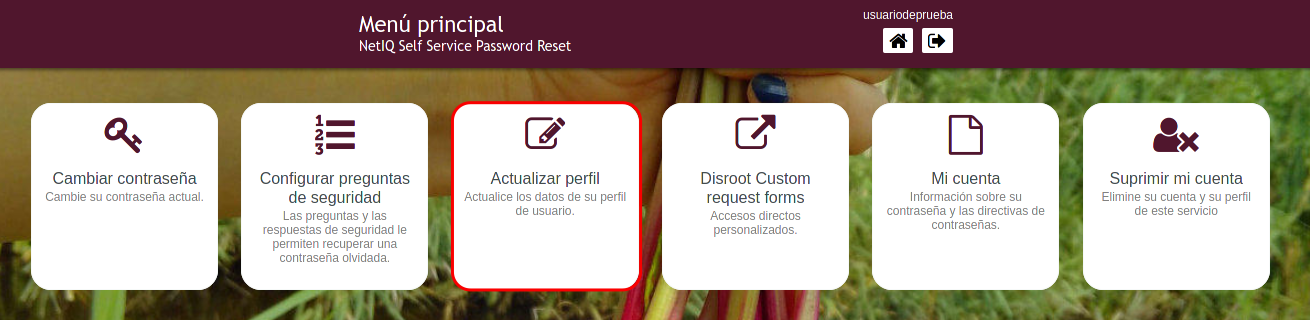 Menú principal
NetIQ Self Service Password Reset
usuariodeprueba
Cambiar contraseña
Cambie su contraseña actual.
1
2
3
Configurar preguntas
de seguridad
Las preguntas y las
respuestas de seguridad le
permiten recuperar una
contraseña olvidada.
Actualizar perfil
Actualice los datos de su perfil
de usuario.
Disroot Custom
request forms
Accesos directos
personalizados.
Mi cuenta
Información sobre su
contraseña y las directivas de
contraseñas.
Suprimir mi cuenta
Elimine su cuenta y su perfil
de este servicio